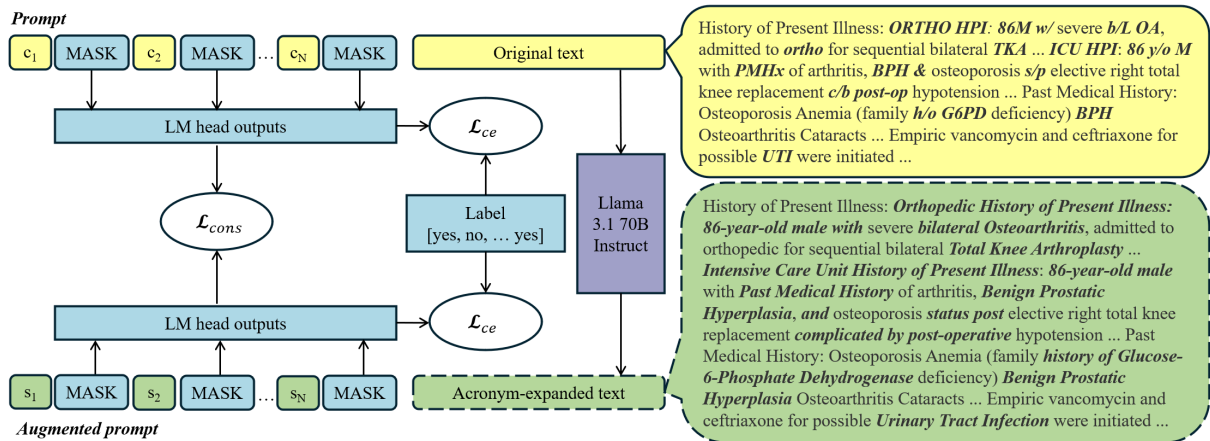 Prompt
c1 MASK c2 MASK ... cN MASK Original text
LM head outputs
ℒce
ℒcons
Label
[yes, no, … yes]
Llama
3.1 70B
Instruct
LM head outputs
ℒce
s1 MASK s2 MASK ... sN MASK Acronym-expanded text
Augmented prompt
History of Present Illness: ORTHO HPI: 86M w/ severe b/L OA,
admitted to ortho for sequential bilateral TKA ... ICU HPI: 86 y/o M
with PMHx of arthritis, BPH & osteoporosis s/p elective right total
knee replacement c/b post-op hypotension ... Past Medical History:
Osteoporosis Anemia (family h/o G6PD deficiency) BPH
Osteoarthritis Cataracts ... Empiric vancomycin and ceftriaxone for
possible UTI were initiated ...
History of Present Illness: Orthopedic History of Present Illness:
86-year-old male with severe bilateral Osteoarthritis, admitted to
orthopedic for sequential bilateral Total Knee Arthroplasty ...
Intensive Care Unit History of Present Illness: 86-year-old male
with Past Medical History of arthritis, Benign Prostatic
Hyperplasia, and osteoporosis status post elective right total knee
replacement complicated by post-operative hypotension ... Past
Medical History: Osteoporosis Anemia (family history of Glucose-
6-Phosphate Dehydrogenase deficiency) Benign Prostatic
Hyperplasia Osteoarthritis Cataracts ... Empiric vancomycin and
ceftriaxone for possible Urinary Tract Infection were initiated ...